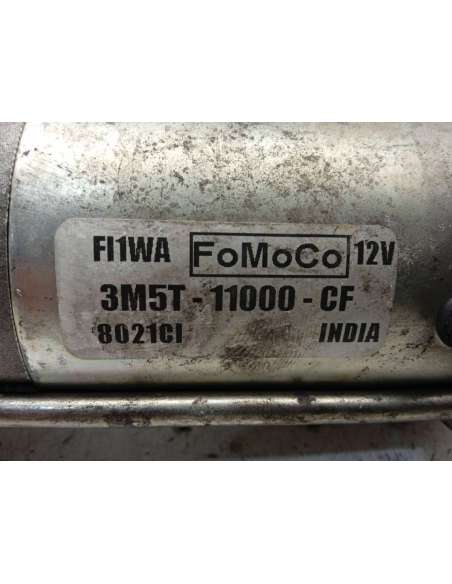 FI1WA FoMoCo 12V
3M5T - 11000 - CF
8021CI INDIA